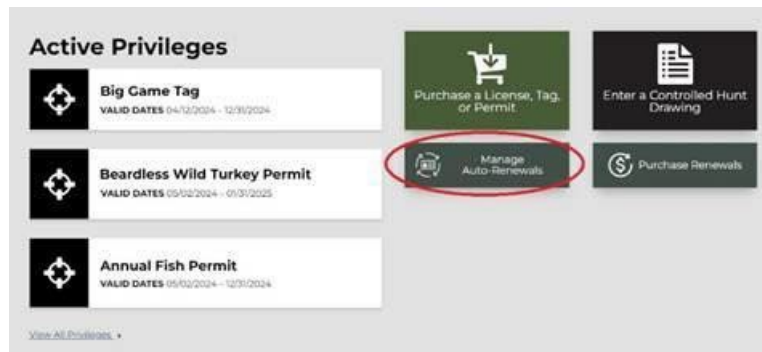 Active Privileges
Big Game Tag
VALID DATES 04/12/2024 - 12/31/2024
Beardless Wild Turkey Permit
VALID DATES 05/02/2024 - 01/31/2025
Annual Fish Permit
VALID DATES 05/02/2024 - 12/31/2024
View All Privileges
Purchase a License, Tag,
or Permit
Enter a Controlled Hunt
Drawing
Manage
Auto-Renewals
Purchase Renewals